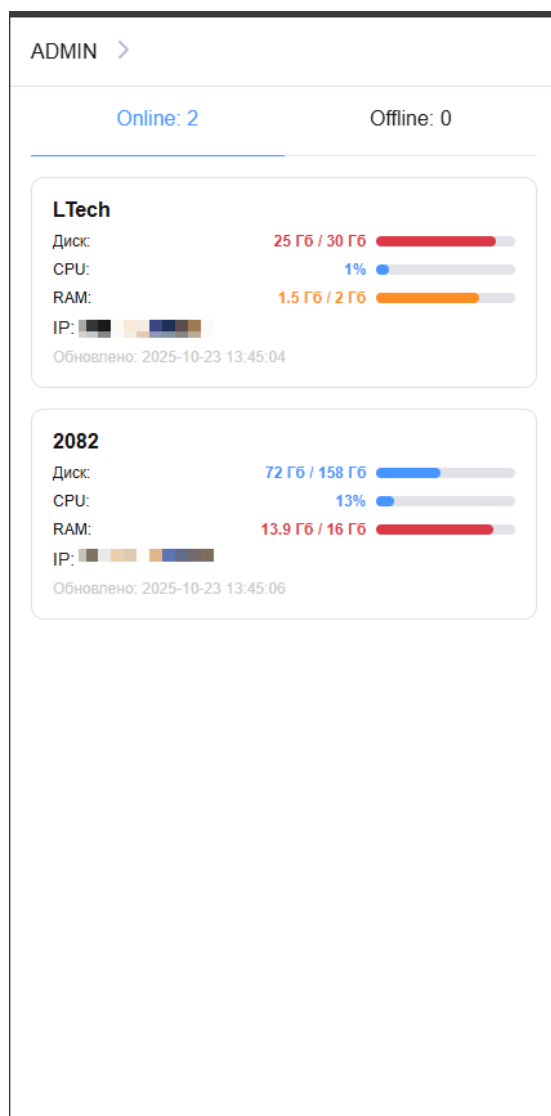 ADMIN
Online: 2 Offline: 0
LTech
Диск: 25 Гб / 30 Гб
CPU: 1%
RAM: 1.5 Гб / 2 Гб
IP:
Обновлено: 2025-10-23 13:45:04
2082
Диск: 72 Гб / 158 Гб
CPU: 13%
RAM: 13.9 Гб / 16 Гб
IP:
Обновлено: 2025-10-23 13:45:06